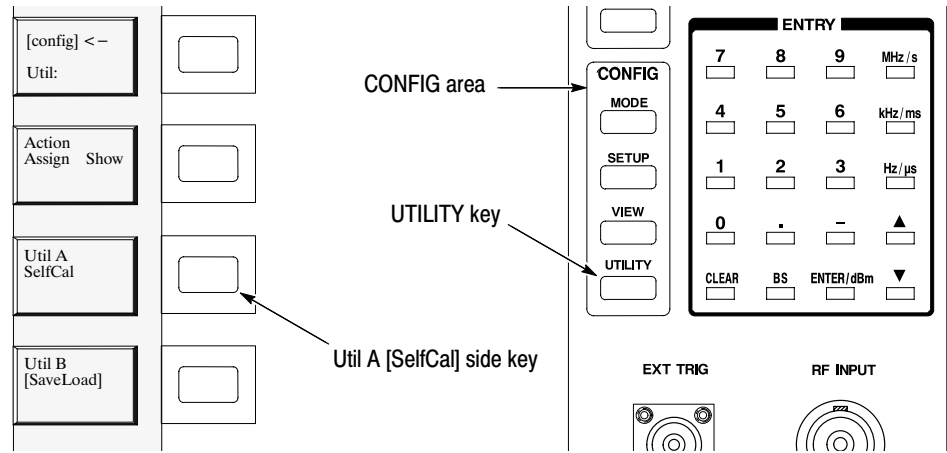 [config] <−
Util:
Action
Assign Show
Util A
SelfCal
Util B
[SaveLoad]
CONFIG area
UTILITY key
Util A [SelfCal] side key
CONFIG
MODE
SETUP
VIEW
UTILITY
ENTRY
7 8 9 MHz/s
4 5 6 kHz/ms
1 2 3 Hz/µs
0 . − ▲
CLEAR BS ENTER/dBm ▼
EXT TRIG RF INPUT